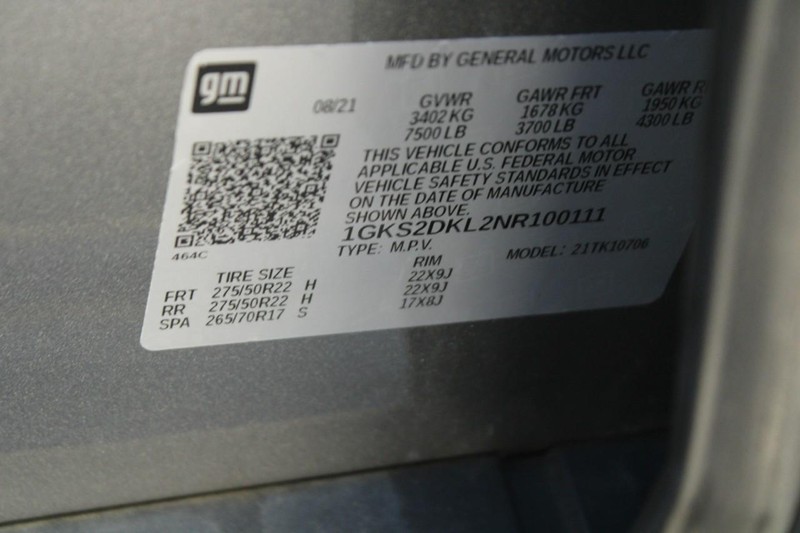 gm
MFD BY GENERAL MOTORS LLC
08/21
GVWR GAWR FRT GAWR R
3402 KG 1678 KG 1950 KG
7500 LB 3700 LB 4300 LB
THIS VEHICLE CONFORMS TO ALL
APPLICABLE U.S. FEDERAL MOTOR
VEHICLE SAFETY STANDARDS IN EFFECT
ON THE DATE OF MANUFACTURE
SHOWN ABOVE.
1GKS2DKL2NR100111
464C
TYPE: M.P.V. MODEL: 21TK10706
TIRE SIZE RIM
FRT 275/50R22 H 22X9J
RR 275/50R22 H 22X9J
SPA 265/70R17 S 17X8J